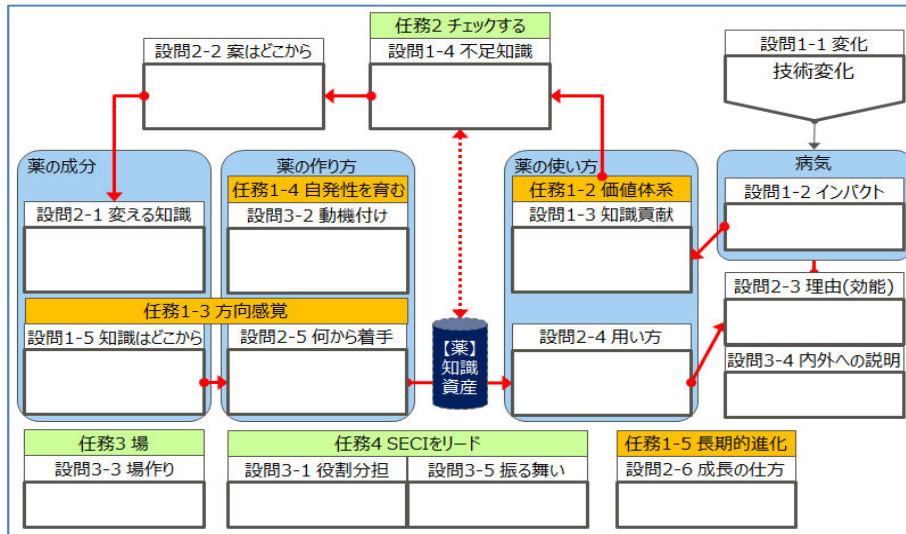 任務2 チェックする
設問2-2 案はどこから
設問1-4 不足知識
設問1-1 変化
技術変化
薬の成分
薬の作り方
薬の使い方
病気
任務1-4 自発性を育む
任務1-2 価値体系
設問1-2 インパクト
設問2-1 変える知識
設問3-2 動機付け
設問1-3 知識貢献
設問2-3 理由(効能)
任務1-3 方向感覚
設問1-5 知識はどこから
設問2-5 何から着手
【薬】
知識
資産
設問2-4 用い方
設問3-4 内外への説明
任務3 場
任務4 SECIをリード
任務1-5 長期的進化
設問3-3 場作り
設問3-1 役割分担
設問3-5 振る舞い
設問2-6 成長の仕方